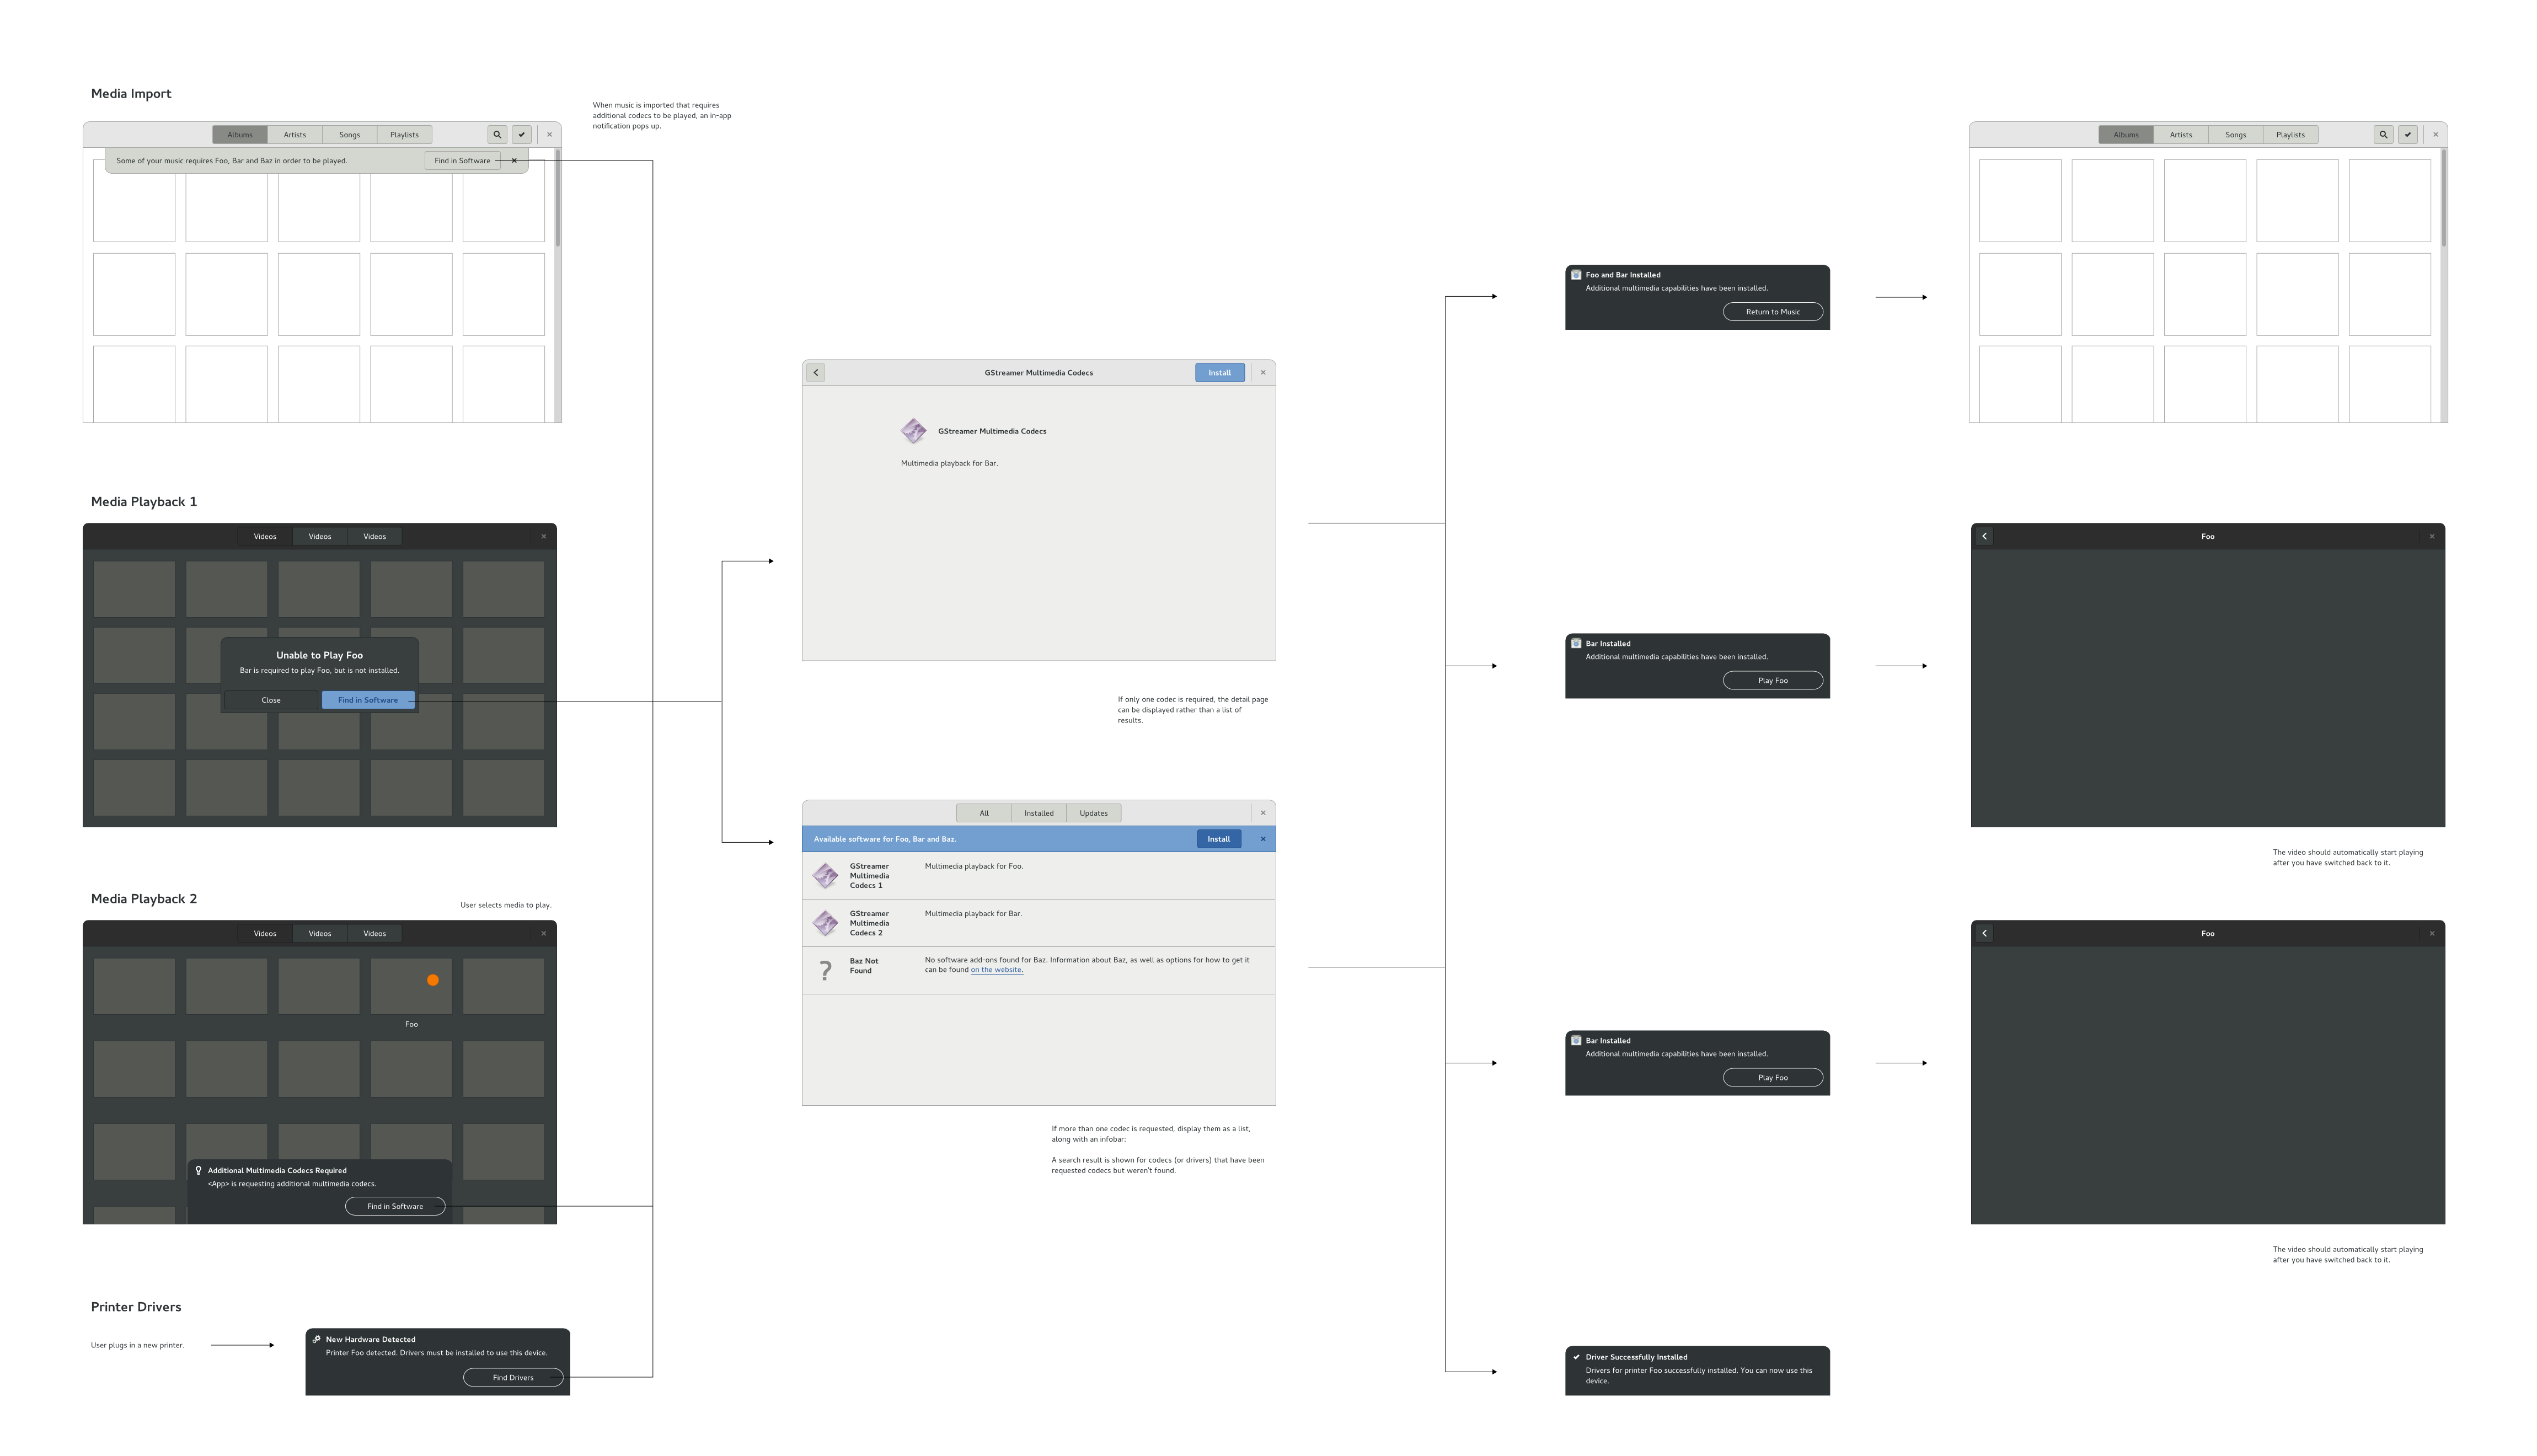 Media Import
When music is imported that requires
additional codecs to be played, an in-app
notification pops up.
Albums Artists Songs Playlists
Some of your music requires Foo, Bar and Baz in order to be played. Find in Software
Albums Artists Songs Playlists
Foo and Bar Installed
Additional multimedia capabilities have been installed.
Return to Music
GStreamer Multimedia Codecs Install
GStreamer Multimedia Codecs
Multimedia playback for Bar.
If only one codec is required, the detail page
can be displayed rather than a list of
results.
Media Playback 1
Videos Videos Videos
Unable to Play Foo
Bar is required to play Foo, but is not installed.
Close Find in Software
Bar Installed
Additional multimedia capabilities have been installed.
Play Foo
Foo
The video should automatically start playing
after you have switched back to it.
All Installed Updates
Available software for Foo, Bar and Baz. Install
GStreamer
Multimedia
Codecs 1
Multimedia playback for Foo.
GStreamer
Multimedia
Codecs 2
Multimedia playback for Bar.
Baz Not
Found
No software add-ons found for Baz. Information about Baz, as well as options for how to get it
can be found on the website.
If more than one codec is requested, display them as a list,
along with an infobar:
A search result is shown for codecs (or drivers) that have been
requested codecs but weren't found.
Media Playback 2
User selects media to play.
Videos Videos Videos
Foo
Additional Multimedia Codecs Required
<App> is requesting additional multimedia codecs.
Find in Software
Bar Installed
Additional multimedia capabilities have been installed.
Play Foo
Foo
The video should automatically start playing
after you have switched back to it.
Printer Drivers
User plugs in a new printer.
New Hardware Detected
Printer Foo detected. Drivers must be installed to use this device.
Find Drivers
Driver Successfully Installed
Drivers for printer Foo successfully installed. You can now use this
device.